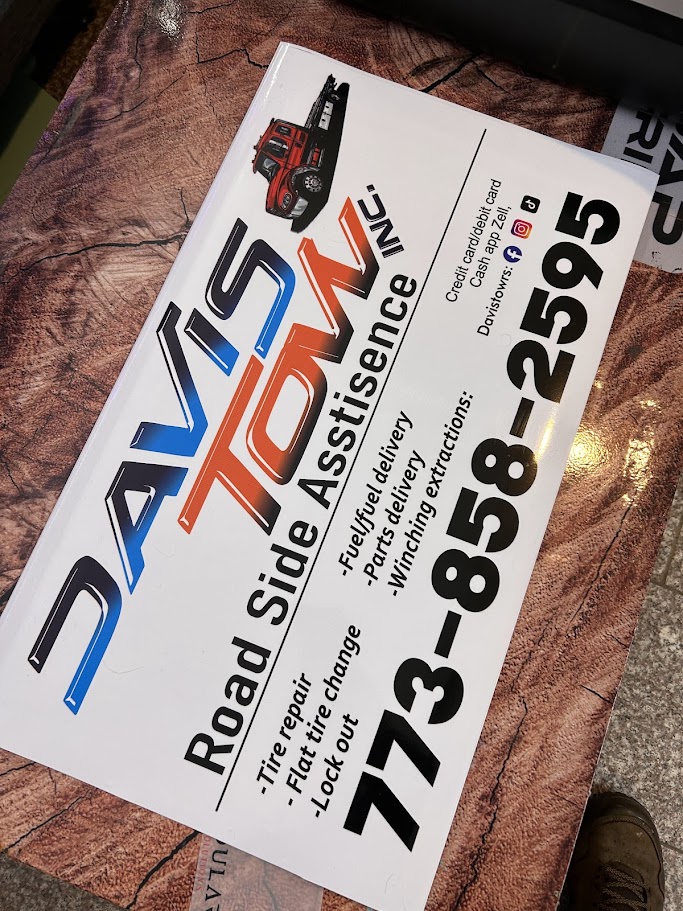 DAVIS
TOW INC.
Road Side Asstisence
-Tire repair
- Flat tire change
-Lock out
-Fuel/fuel delivery
-Parts delivery
-Winching extractions:
Credit card/debit card
Cash app Zell,
Davistowrs:
773-858-2595